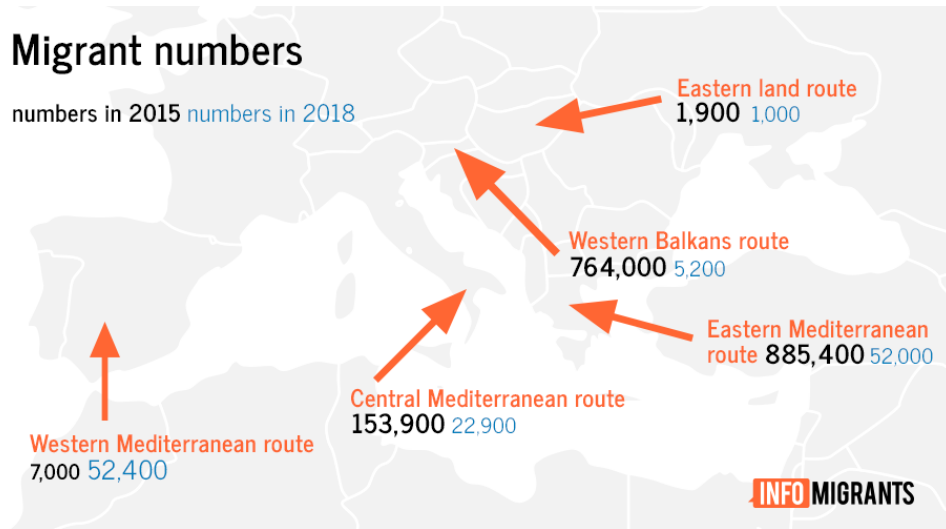 Migrant numbers
numbers in 2015 numbers in 2018
Eastern land route
1,900 1,000
Western Balkans route
764,000 5,200
Eastern Mediterranean
route 885,400 52,000
Central Mediterranean route
153,900 22,900
Western Mediterranean route
7,000 52,400
INFO MIGRANTS